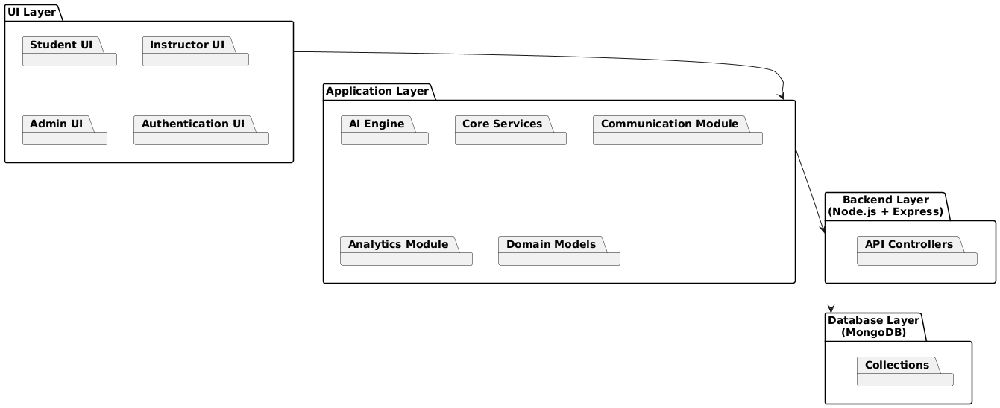 UI Layer
Student UI
Instructor UI
Admin UI
Authentication UI
Application Layer
AI Engine
Core Services
Communication Module
Analytics Module
Domain Models
Backend Layer
(Node.js + Express)
API Controllers
Database Layer
(MongoDB)
Collections